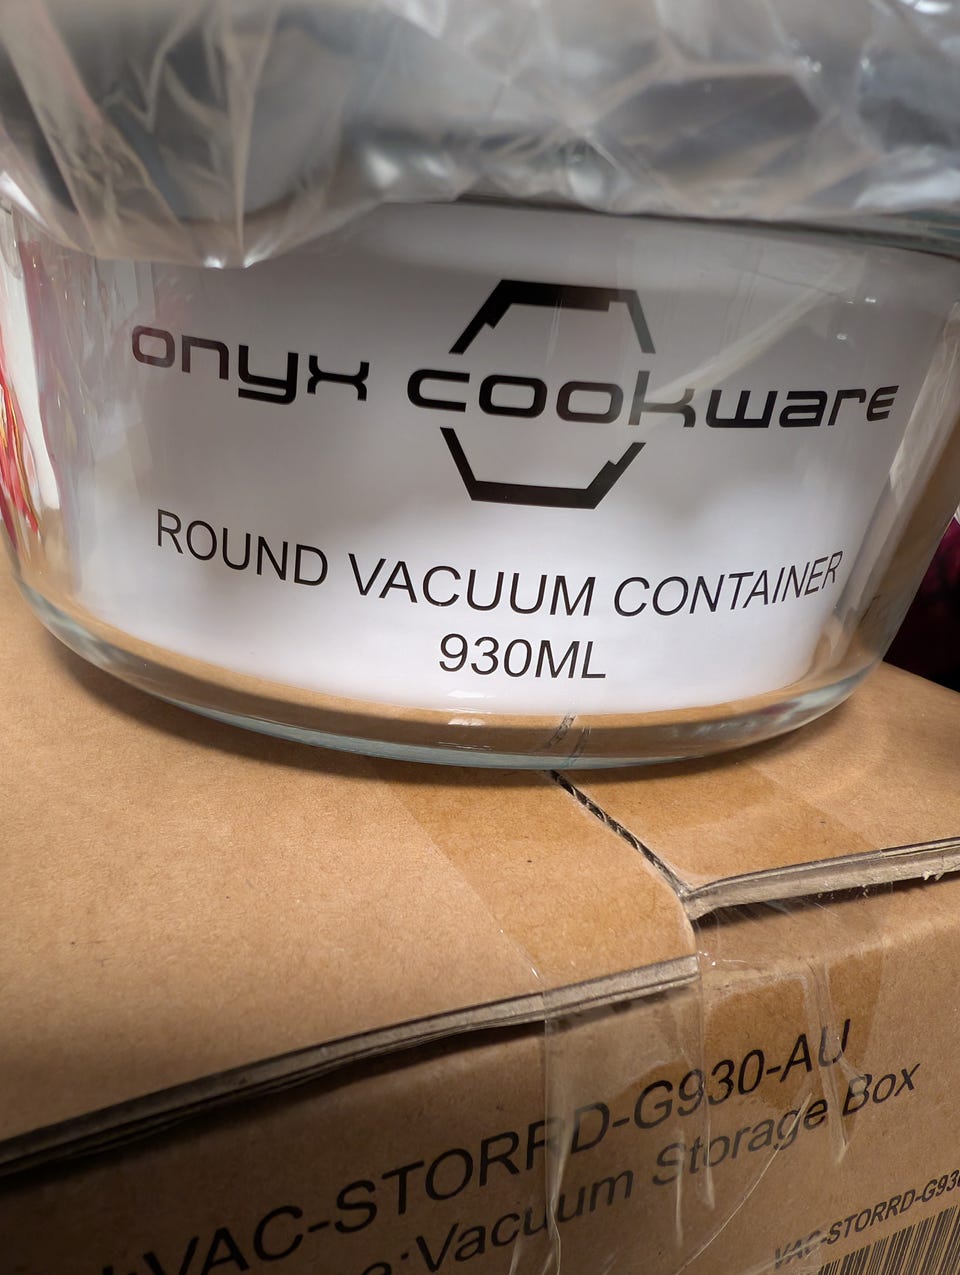 onyx cookware
ROUND VACUUM CONTAINER
930ML
VAC-STORRD-G930-AU
Vacuum Storage Box
VAC-STORRD-G93